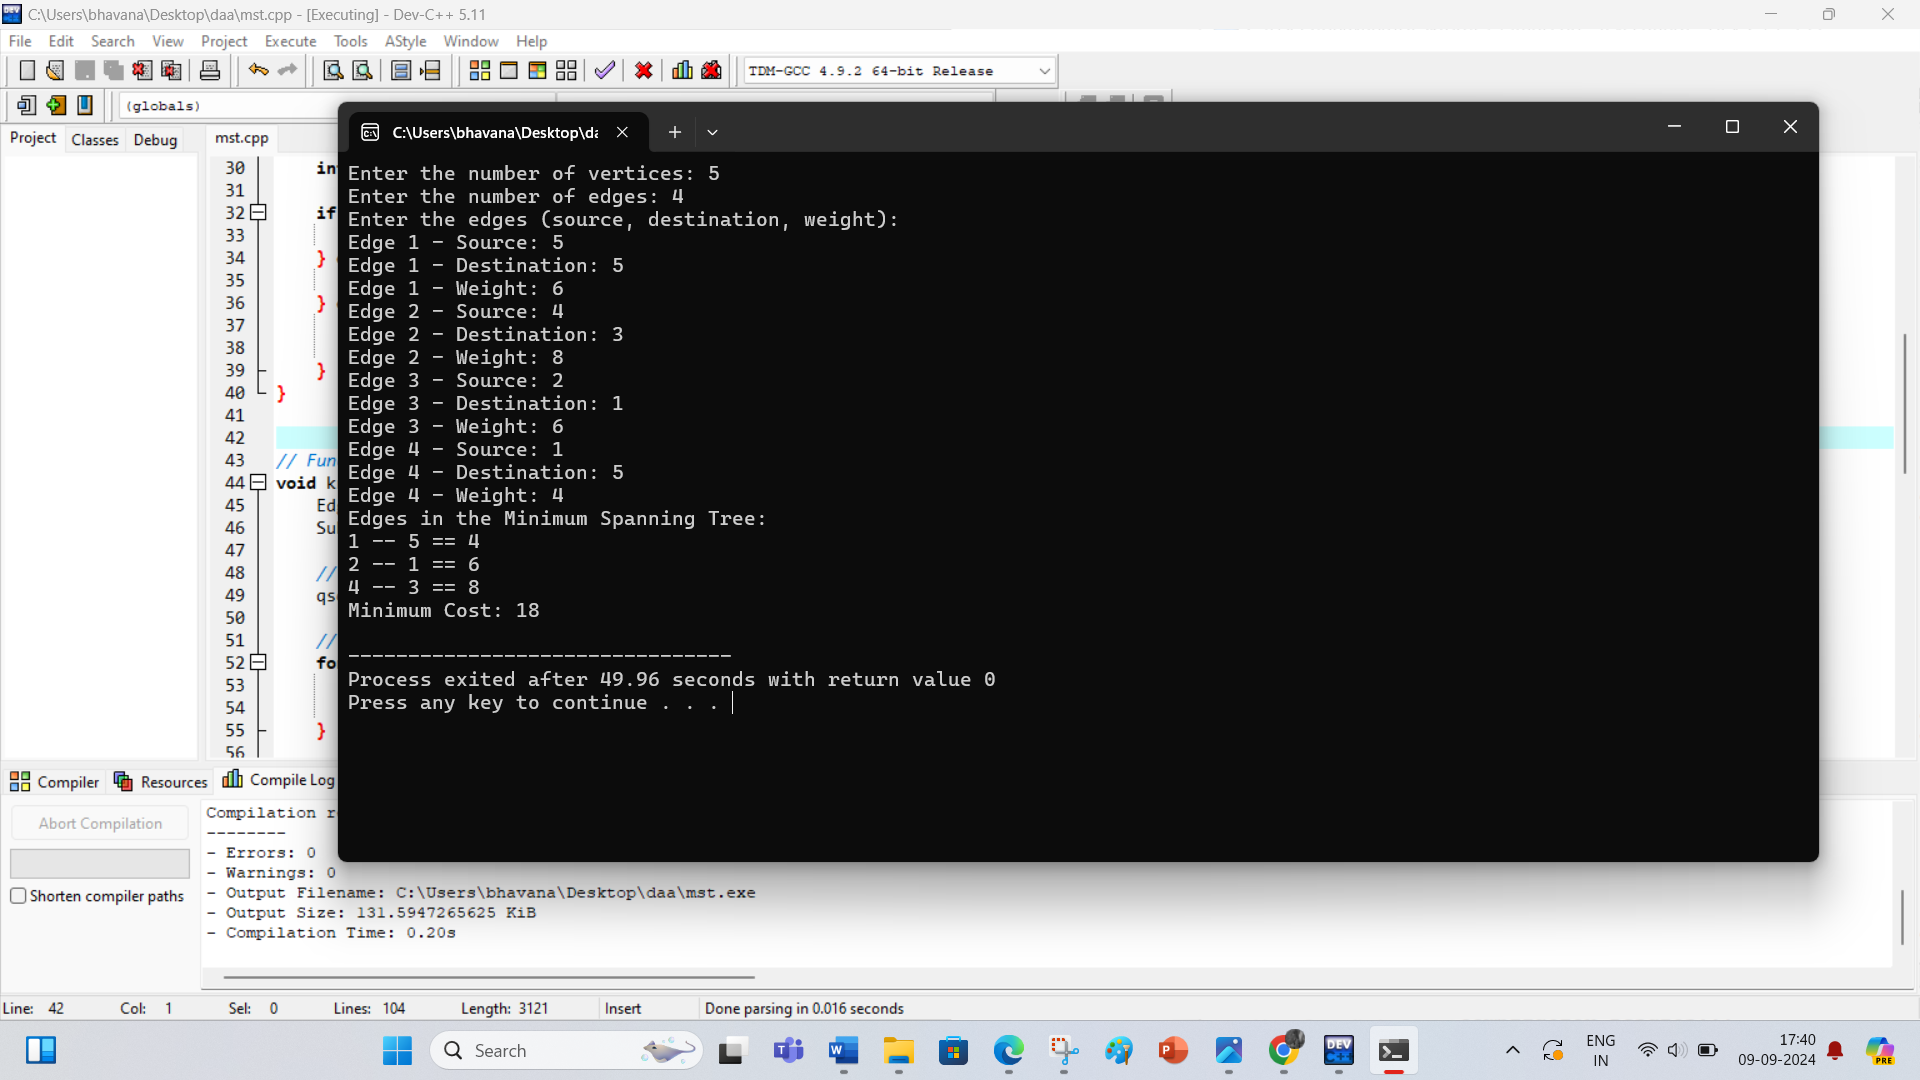 C:\Users\bhavana\Desktop\daa\mst.cpp - [Executing] - Dev-C++ 5.11
File Edit Search View Project Execute Tools AStyle Window Help
TDM-GCC 4.9.2 64-bit Release
(globals)
Project Classes Debug
mst.cpp
C:\Users\bhavana\Desktop\da
30
31
32 if
33
34 }
35
36 }
37
38
39 }
40 }
41
42
43 // Fun
44 void k
45 Ed
46 Su
47
48 //
49 qs
50
51 //
52 fo
53
54
55 }
56
Enter the number of vertices: 5
Enter the number of edges: 4
Enter the edges (source, destination, weight):
Edge 1 - Source: 5
Edge 1 - Destination: 5
Edge 1 - Weight: 6
Edge 2 - Source: 4
Edge 2 - Destination: 3
Edge 2 - Weight: 8
Edge 3 - Source: 2
Edge 3 - Destination: 1
Edge 3 - Weight: 6
Edge 4 - Source: 1
Edge 4 - Destination: 5
Edge 4 - Weight: 4
Edges in the Minimum Spanning Tree:
1 -- 5 == 4
2 -- 1 == 6
4 -- 3 == 8
Minimum Cost: 18
--------------------------------
Process exited after 49.96 seconds with return value 0
Press any key to continue . . .
Compiler Resources Compile Log
Abort Compilation
Shorten compiler paths
Compilation r
--------
- Errors: 0
- Warnings: 0
- Output Filename: C:\Users\bhavana\Desktop\daa\mst.exe
- Output Size: 131.5947265625 KiB
- Compilation Time: 0.20s
Line: 42 Col: 1 Sel: 0 Lines: 104 Length: 3121 Insert Done parsing in 0.016 seconds
Search
ENG
IN
17:40
09-09-2024
PRE